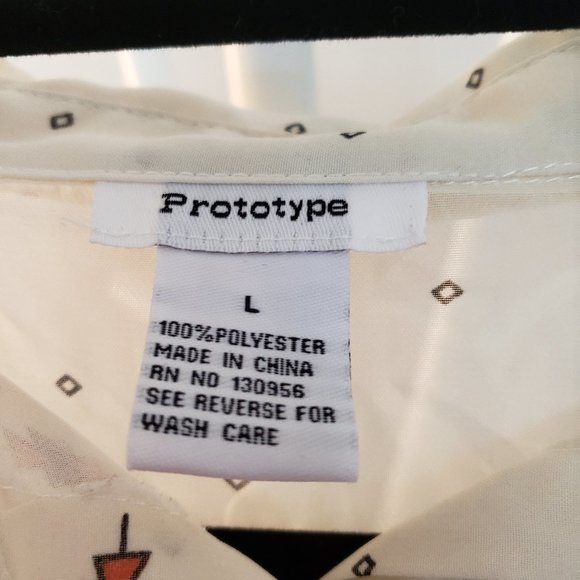 Prototype
L
100%POLYESTER
MADE IN CHINA
RN NO 130956
SEE REVERSE FOR
WASH CARE